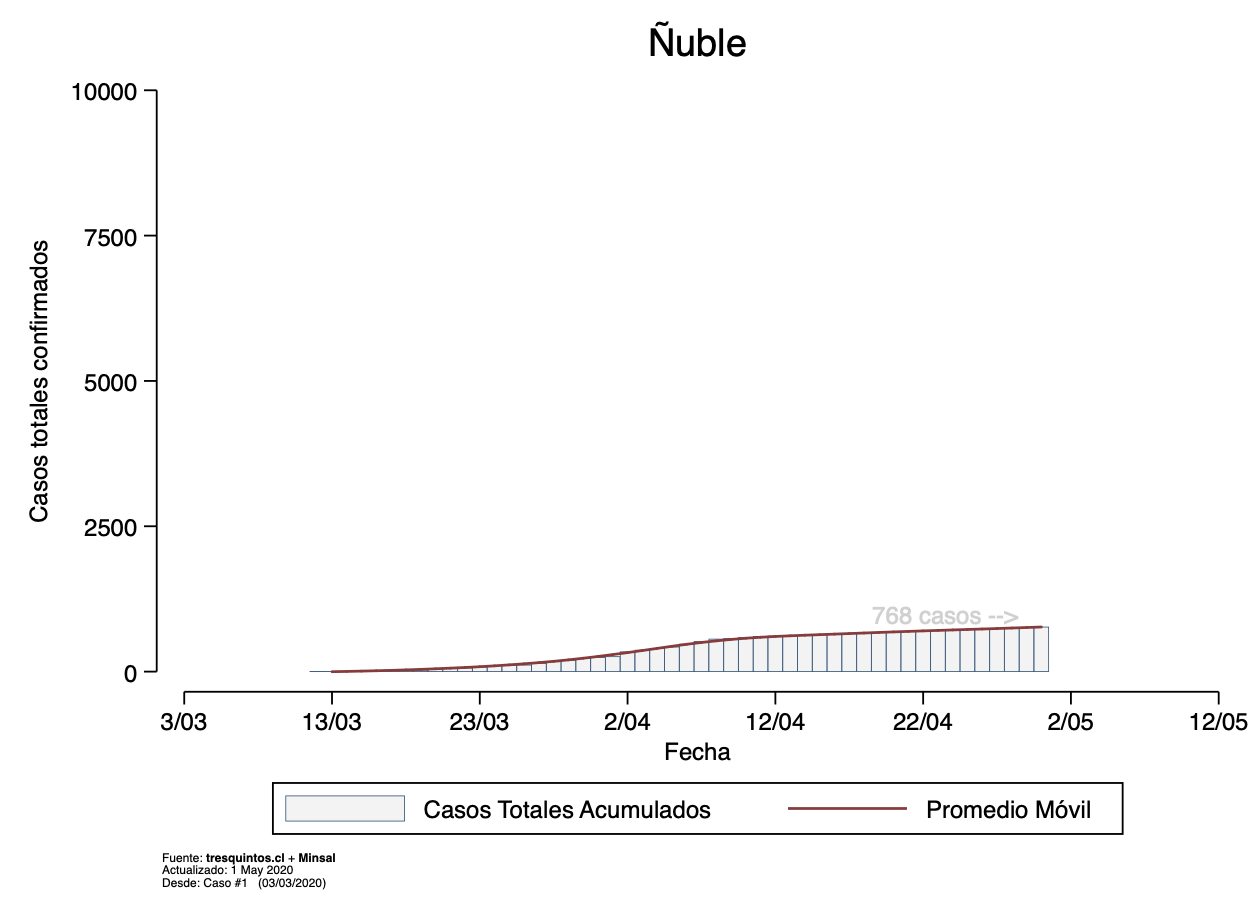 Ñuble
10000
7500
5000
2500
0
Casos totales confirmados
768 casos -->
3/03 13/03 23/03 2/04 12/04 22/04 2/05 12/05
Fecha
Casos Totales Acumulados Promedio Móvil
Fuente: tresquintos.cl + Minsal
Actualizado: 1 May 2020
Desde: Caso #1 (03/03/2020)